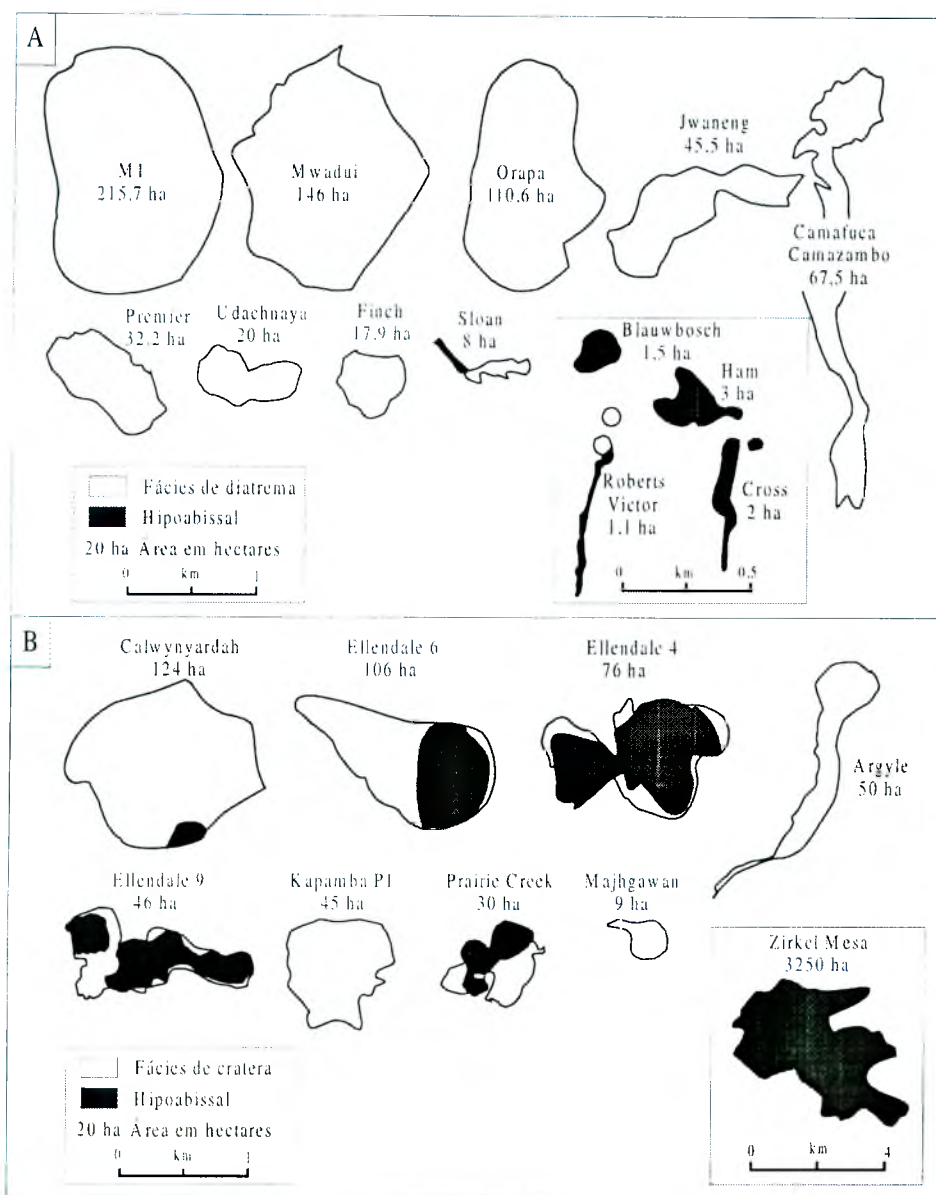 A
M1
215,7 ha
Mwadui
146 ha
Orapa
110,6 ha
Jwaneng
45,5 ha
Camafuca
Camazambo
67,5 ha
Premier
32,2 ha
Udachnaya
20 ha
Finch
17,9 ha
Sloan
8 ha
Blauwbosch
1,5 ha
Ham
3 ha
Roberts
Victor
1,1 ha
Cross
2 ha
0 km 0,5
Fácies de diatrema
Hipoabissal
20 ha Área em hectares
0 km 1
B
Calwynyardah
124 ha
Ellendale 6
106 ha
Ellendale 4
76 ha
Argyle
50 ha
Ellendale 9
46 ha
Kapamba P1
45 ha
Prairie Creek
30 ha
Majhgawan
9 ha
Zirkel Mesa
3250 ha
0 km 4
Fácies de cratera
Hipoabissal
20 ha Área em hectares
0 km 1